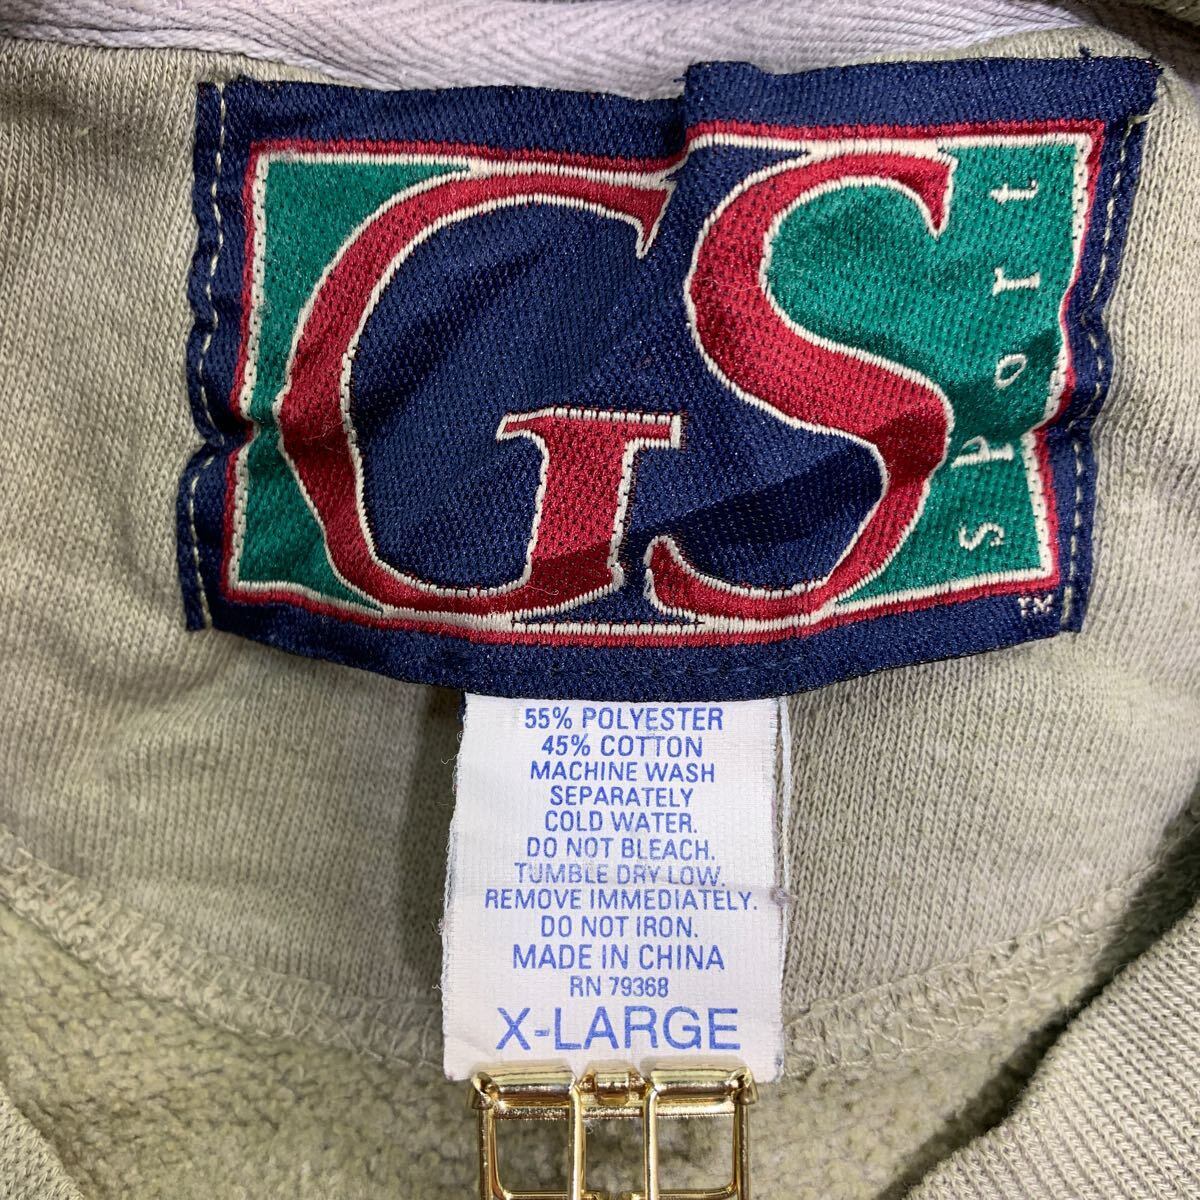 GS
sport
TM
55% POLYESTER
45% COTTON
MACHINE WASH
SEPARATELY
COLD WATER.
DO NOT BLEACH.
TUMBLE DRY LOW.
REMOVE IMMEDIATELY.
DO NOT IRON.
MADE IN CHINA
RN 79368
X-LARGE